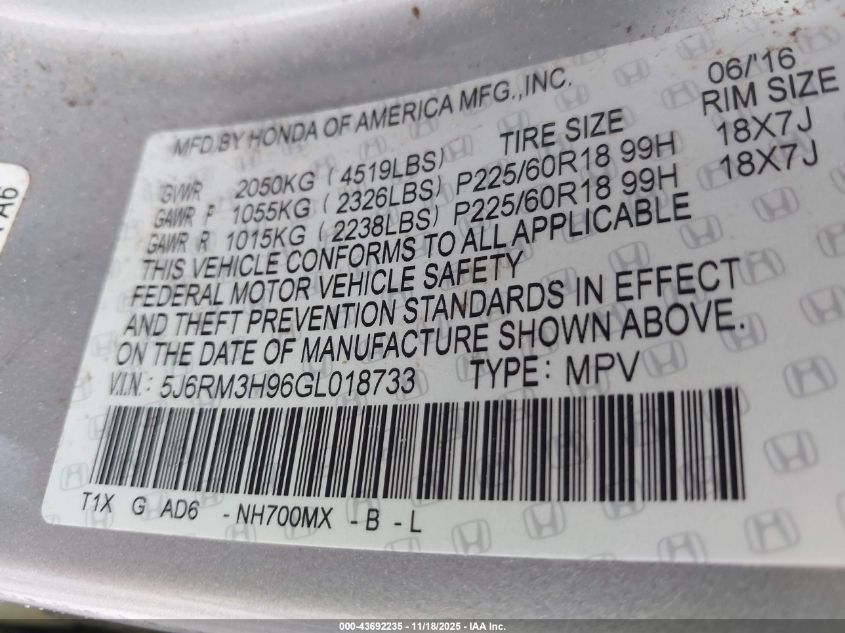 06/'16
MFD.BY HONDA OF AMERICA MFG.,INC.
TIRE SIZE RIM SIZE
GVWR 2050KG (4519LBS)
GAWR F 1055KG (2326LBS) P225/60R18 99H 18X7J
GAWR R 1015KG (2238LBS) P225/60R18 99H 18X7J
THIS VEHICLE CONFORMS TO ALL APPLICABLE
FEDERAL MOTOR VEHICLE SAFETY
AND THEFT PREVENTION STANDARDS IN EFFECT
ON THE DATE OF MANUFACTURE SHOWN ABOVE.
V.I.N.: 5J6RM3H96GL018733 TYPE: MPV
T1X G AD6 -NH700MX -B -L
000-43692235 - 11/18/2025 - IAA Inc.